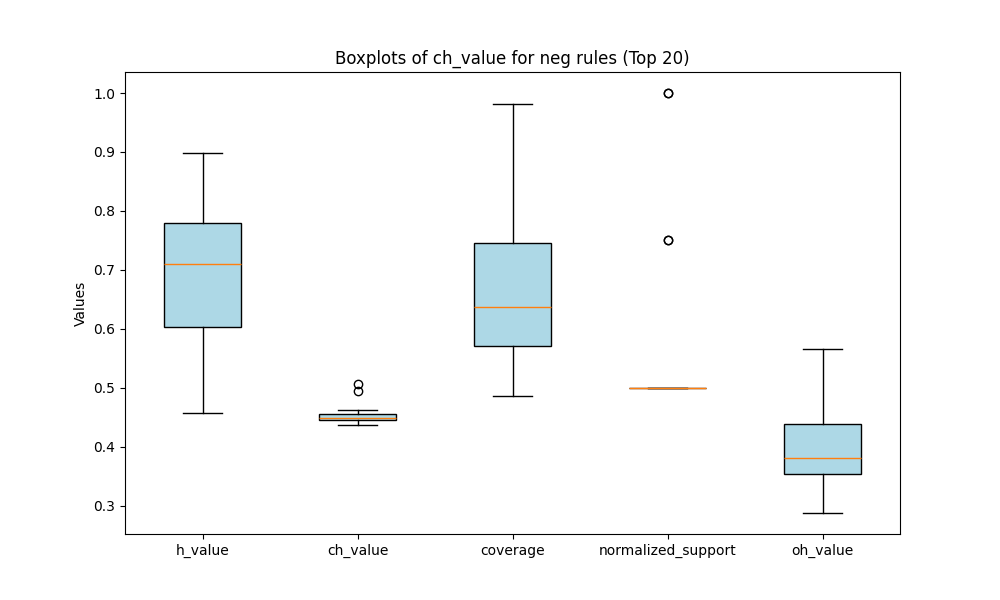 Boxplots of ch_value for neg rules (Top 20)
Values
1.0
0.9
0.8
0.7
0.6
0.5
0.4
0.3
h_value
ch_value
coverage
normalized_support
oh_value